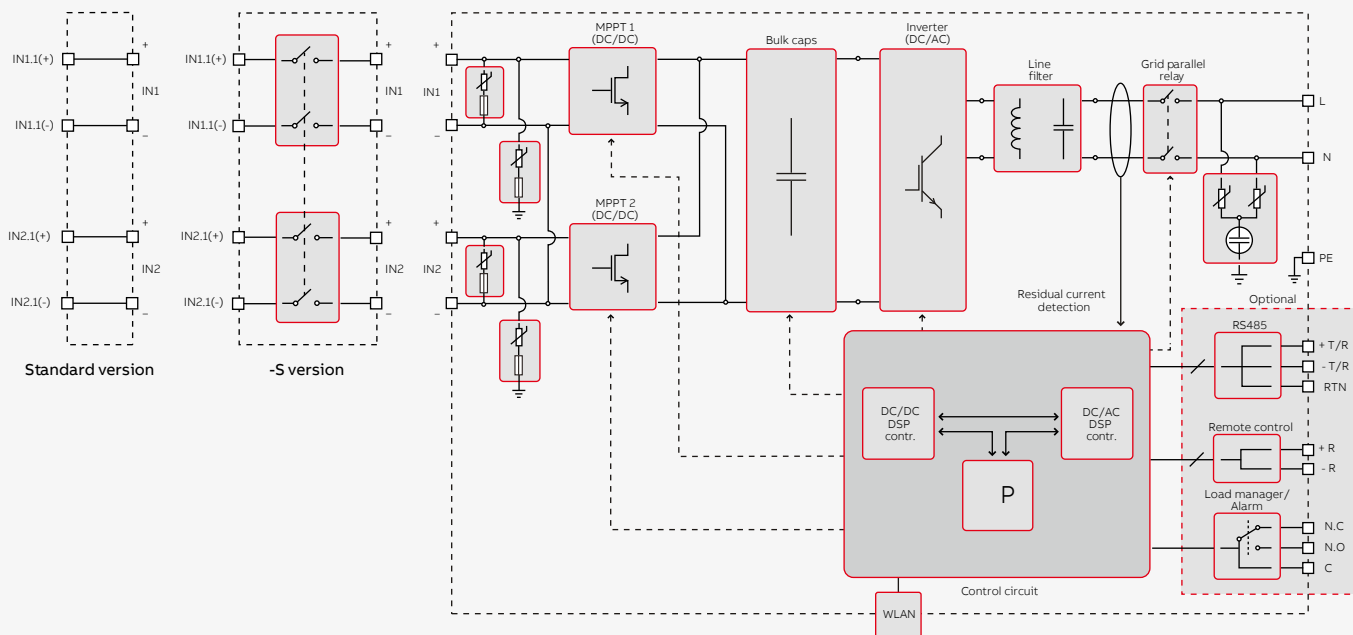 IN1.1(+)
+
IN1
IN1.1(-)
−
IN2.1(+)
+
IN2
IN2.1(-)
−
Standard version
IN1.1(+)
+
IN1
IN1.1(-)
−
IN2.1(+)
+
IN2
IN2.1(-)
−
-S version
+
IN1
−
+
IN2
−
MPPT 1
(DC/DC)
MPPT 2
(DC/DC)
Bulk caps
Inverter
(DC/AC)
Line
filter
Grid parallel
relay
L
N
PE
Residual current
detection
Optional
RS485
+ T/R
- T/R
RTN
Remote control
+ R
- R
Load manager/
Alarm
N.C
N.O
C
DC/DC
DSP
contr.
DC/AC
DSP
contr.
P
Control circuit
WLAN